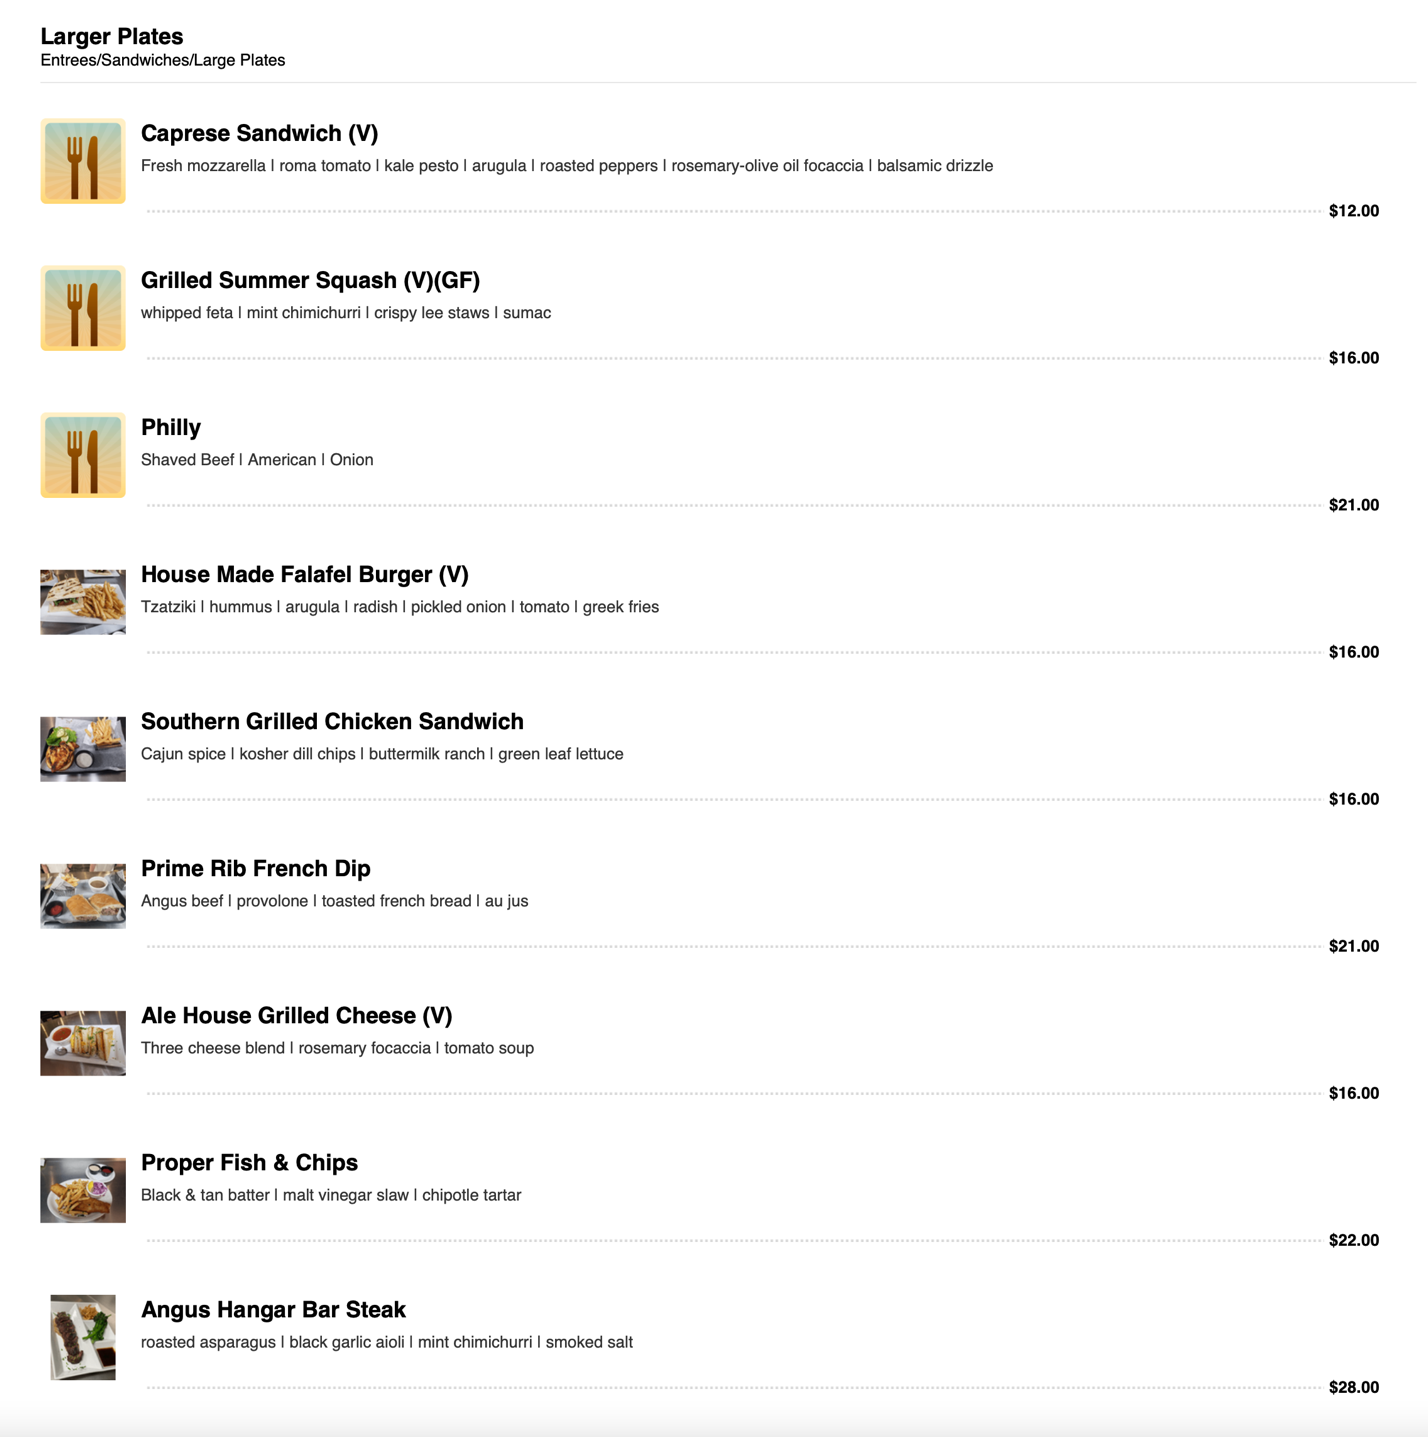 Larger Plates
Entrees/Sandwiches/Large Plates
Caprese Sandwich (V)
Fresh mozzarella | roma tomato | kale pesto | arugula | roasted peppers | rosemary-olive oil focaccia | balsamic drizzle
$12.00
Grilled Summer Squash (V)(GF)
whipped feta | mint chimichurri | crispy lee staws | sumac
$16.00
Philly
Shaved Beef | American | Onion
$21.00
House Made Falafel Burger (V)
Tzatziki | hummus | arugula | radish | pickled onion | tomato | greek fries
$16.00
Southern Grilled Chicken Sandwich
Cajun spice | kosher dill chips | buttermilk ranch | green leaf lettuce
$16.00
Prime Rib French Dip
Angus beef | provolone | toasted french bread | au jus
$21.00
Ale House Grilled Cheese (V)
Three cheese blend | rosemary focaccia | tomato soup
$16.00
Proper Fish & Chips
Black & tan batter | malt vinegar slaw | chipotle tartar
$22.00
Angus Hangar Bar Steak
roasted asparagus | black garlic aioli | mint chimichurri | smoked salt
$28.00